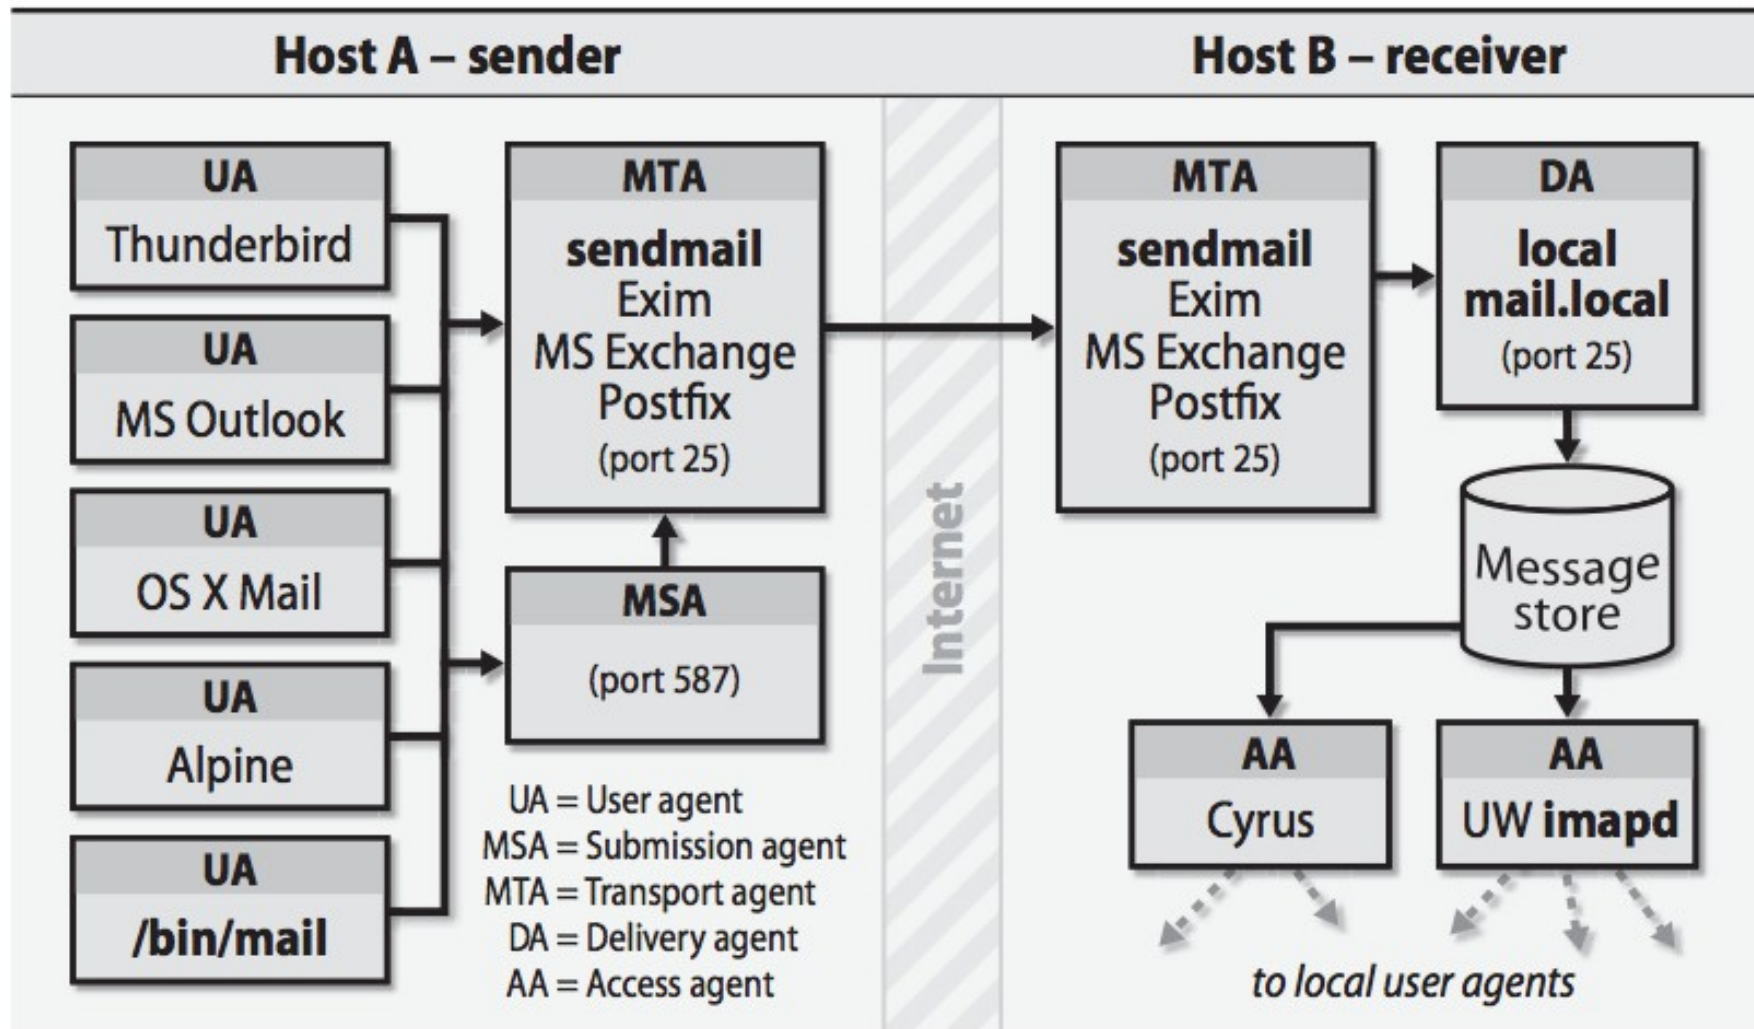 Host A – sender
Host B – receiver
UA
Thunderbird
UA
MS Outlook
UA
OS X Mail
UA
Alpine
UA
/bin/mail
MTA
sendmail
Exim
MS Exchange
Postfix
(port 25)
MSA
(port 587)
UA = User agent
MSA = Submission agent
MTA = Transport agent
DA = Delivery agent
AA = Access agent
Internet
MTA
sendmail
Exim
MS Exchange
Postfix
(port 25)
DA
local
mail.local
(port 25)
Message
store
AA
Cyrus
AA
UW imapd
to local user agents